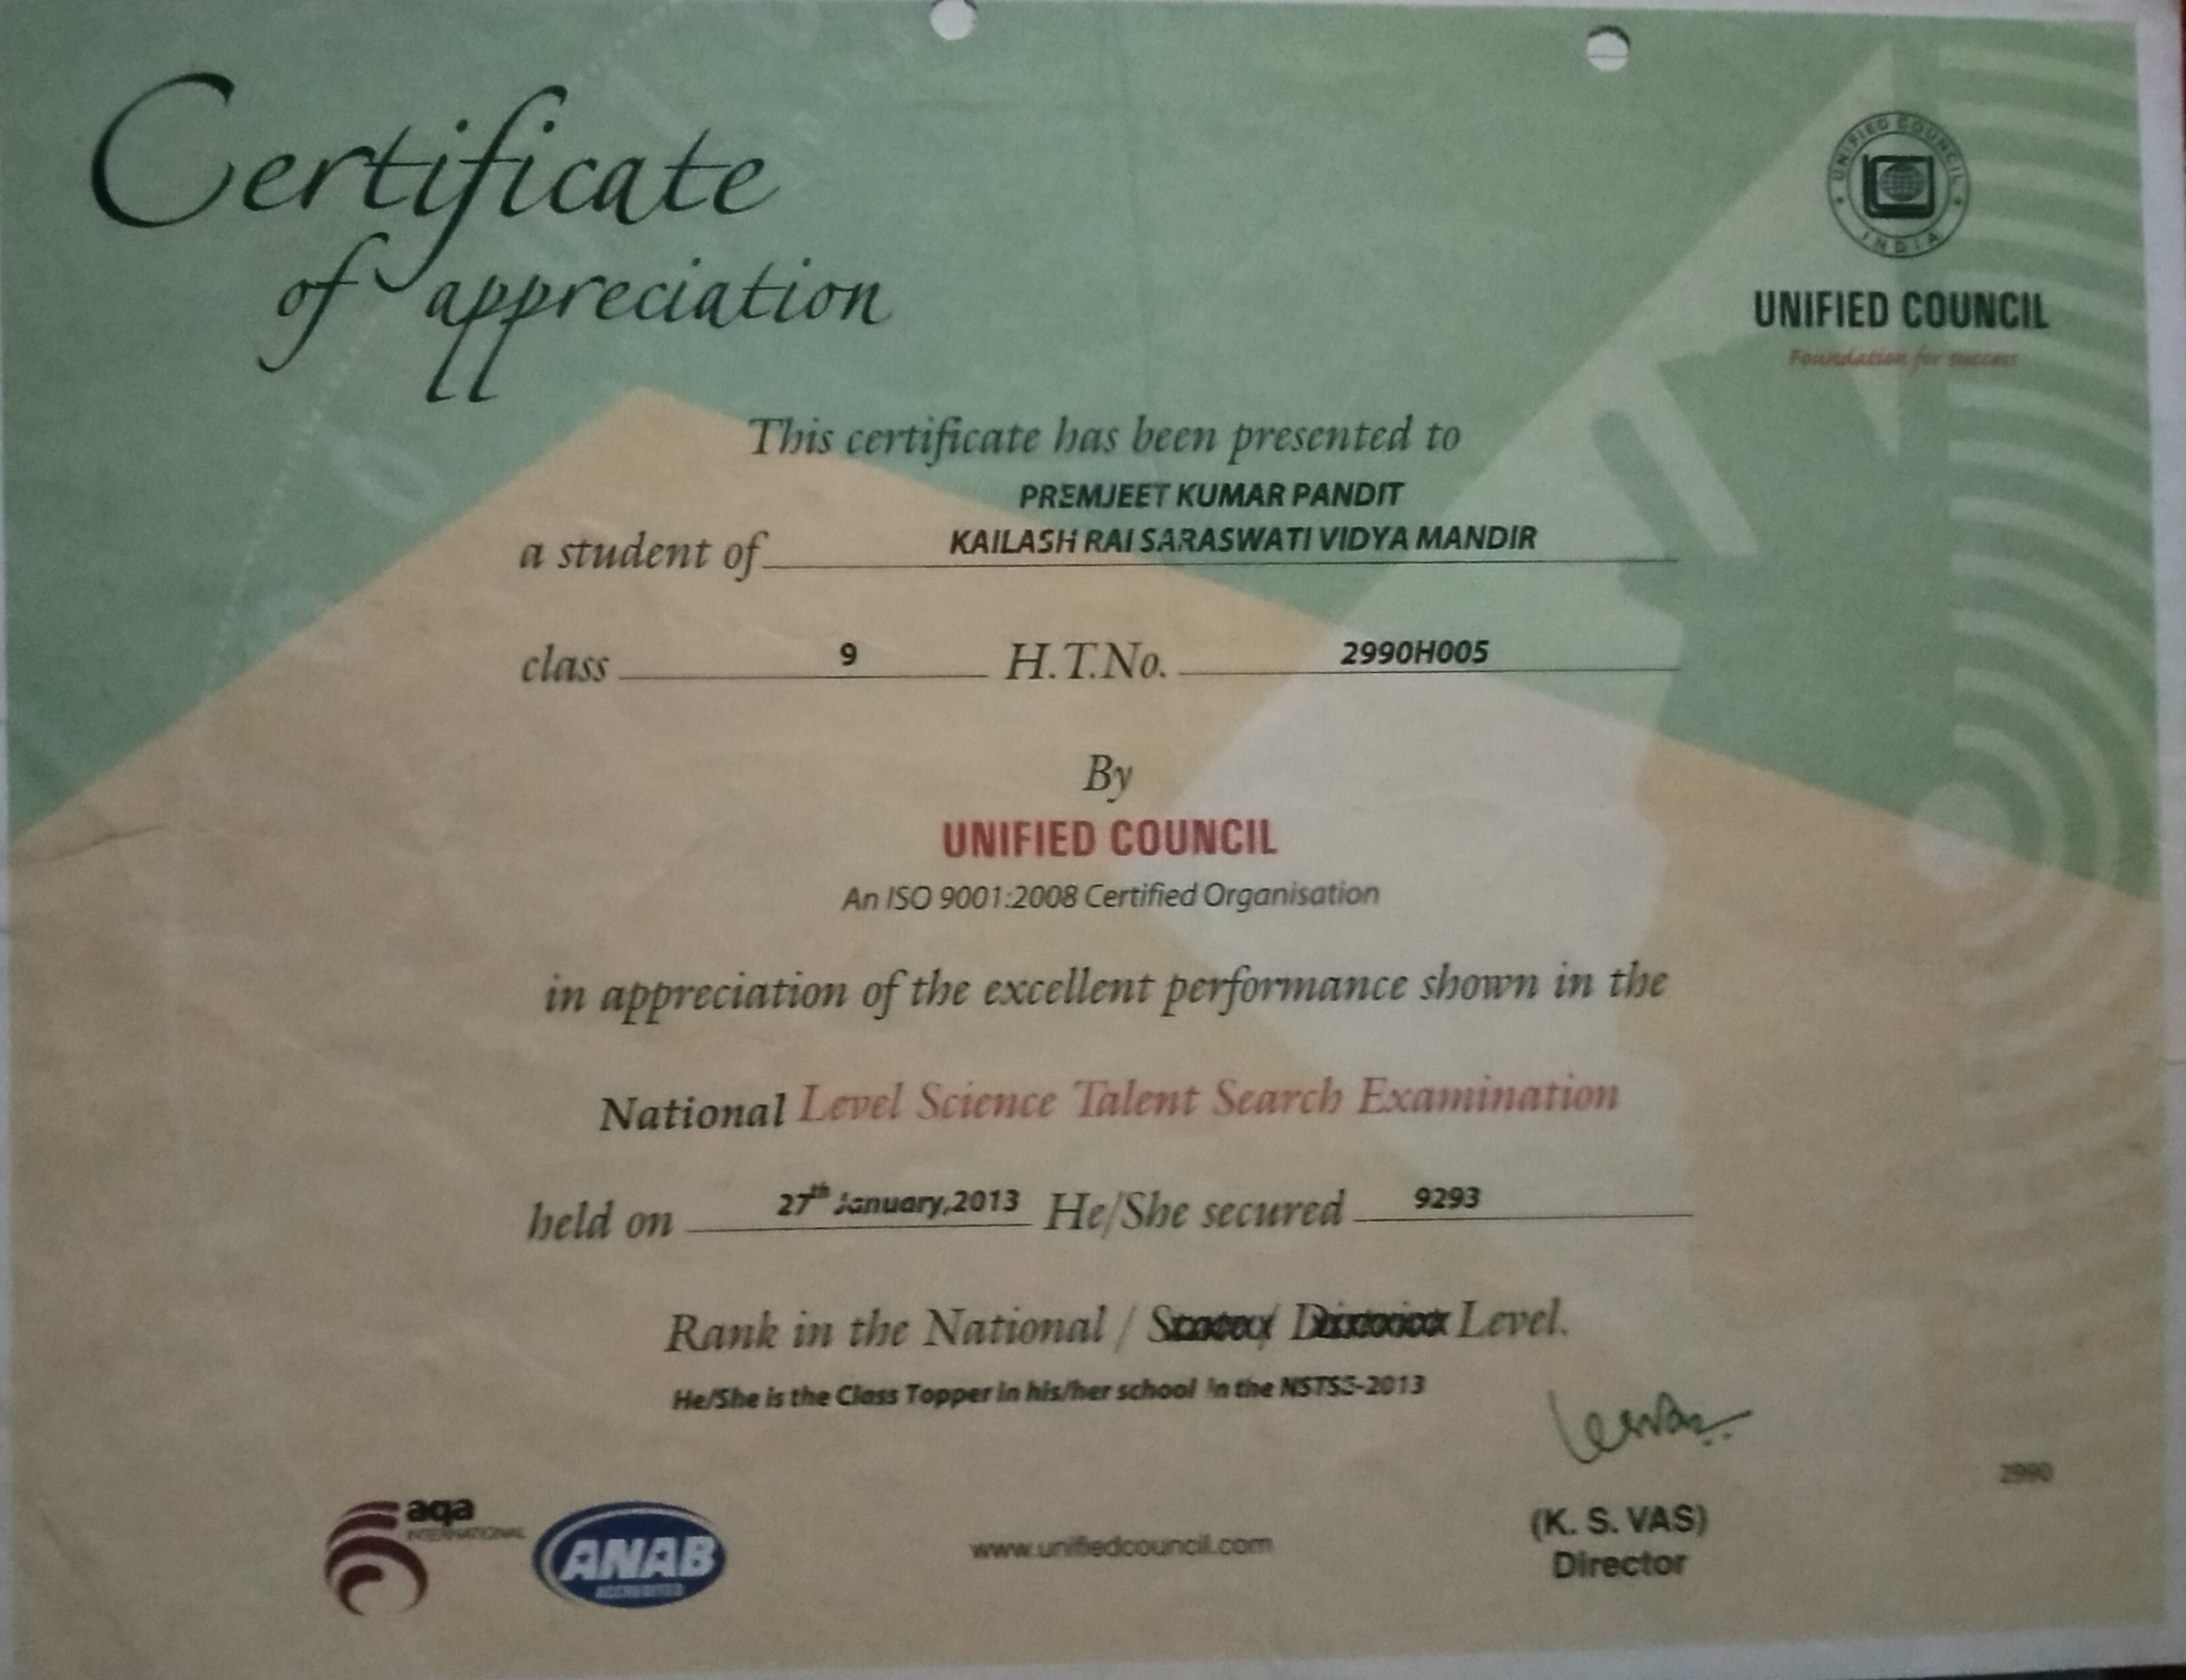 Certificate
of appreciation
UNIFIED COUNCIL
INDIA
UNIFIED COUNCIL
Foundation for success
This certificate has been presented to
PREMJEET KUMAR PANDIT
a student of KAILASH RAI SARASWATI VIDYA MANDIR
class 9 H.T.No. 2990H005
By
UNIFIED COUNCIL
An ISO 9001:2008 Certified Organisation
in appreciation of the excellent performance shown in the
National Level Science Talent Search Examination
held on 27th January,2013 He/She secured 9293
Rank in the National / State / District Level.
He/She is the Class Topper in his/her school in the NSTSE-2013
2990
aqa
INTERNATIONAL
ANAB
ACCREDITED
www.unifiedcouncil.com
(K. S. VAS)
Director